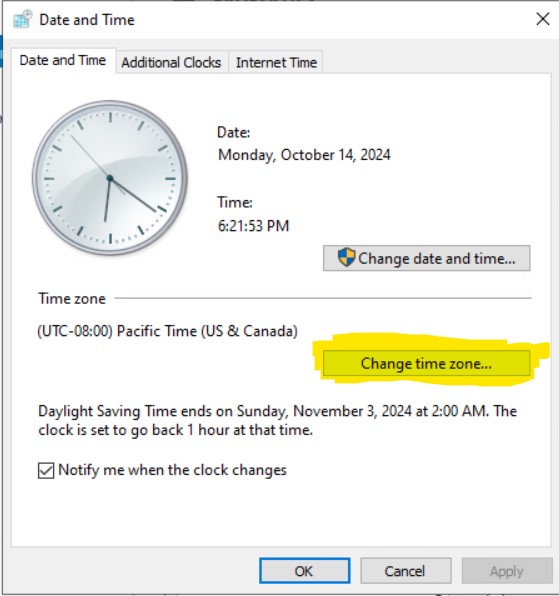 Date and Time
Date and Time
Additional Clocks
Internet Time
Date:
Monday, October 14, 2024
Time:
6:21:53 PM
Change date and time...
Time zone
(UTC-08:00) Pacific Time (US & Canada)
Change time zone...
Daylight Saving Time ends on Sunday, November 3, 2024 at 2:00 AM. The
clock is set to go back 1 hour at that time.
Notify me when the clock changes
OK
Cancel
Apply